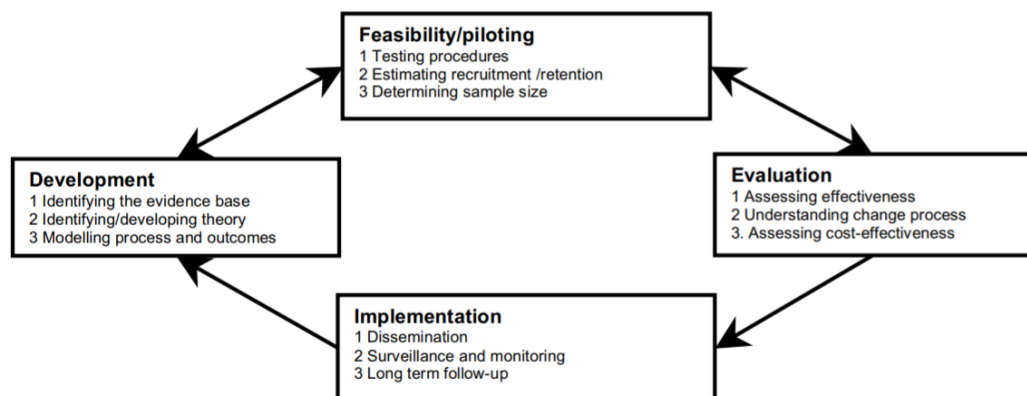 Feasibility/piloting
1 Testing procedures
2 Estimating recruitment /retention
3 Determining sample size
Development
1 Identifying the evidence base
2 Identifying/developing theory
3 Modelling process and outcomes
Evaluation
1 Assessing effectiveness
2 Understanding change process
3. Assessing cost-effectiveness
Implementation
1 Dissemination
2 Surveillance and monitoring
3 Long term follow-up